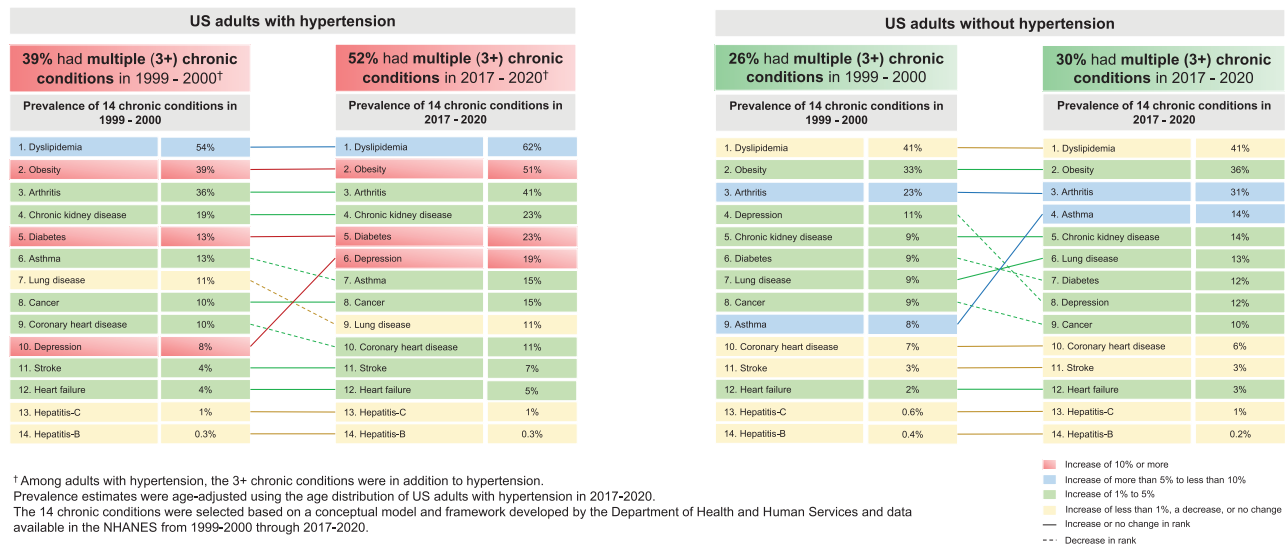 US adults with hypertension
39% had multiple (3+) chronic
conditions in 1999 - 2000†
52% had multiple (3+) chronic
conditions in 2017 - 2020†
Prevalence of 14 chronic conditions in
1999 - 2000
Prevalence of 14 chronic conditions in
2017 - 2020
1. Dyslipidemia 54% 1. Dyslipidemia 62%
2. Obesity 39% 2. Obesity 51%
3. Arthritis 36% 3. Arthritis 41%
4. Chronic kidney disease 19% 4. Chronic kidney disease 23%
5. Diabetes 13% 5. Diabetes 23%
6. Asthma 13% 6. Depression 19%
7. Lung disease 11% 7. Asthma 15%
8. Cancer 10% 8. Cancer 15%
9. Coronary heart disease 10% 9. Lung disease 11%
10. Depression 8% 10. Coronary heart disease 11%
11. Stroke 4% 11. Stroke 7%
12. Heart failure 4% 12. Heart failure 5%
13. Hepatitis-C 1% 13. Hepatitis-C 1%
14. Hepatitis-B 0.3% 14. Hepatitis-B 0.3%
US adults without hypertension
26% had multiple (3+) chronic
conditions in 1999 - 2000
30% had multiple (3+) chronic
conditions in 2017 - 2020
Prevalence of 14 chronic conditions in
1999 - 2000
Prevalence of 14 chronic conditions in
2017 - 2020
1. Dyslipidemia 41% 1. Dyslipidemia 41%
2. Obesity 33% 2. Obesity 36%
3. Arthritis 23% 3. Arthritis 31%
4. Depression 11% 4. Asthma 14%
5. Chronic kidney disease 9% 5. Chronic kidney disease 14%
6. Diabetes 9% 6. Lung disease 13%
7. Lung disease 9% 7. Diabetes 12%
8. Cancer 9% 8. Depression 12%
9. Asthma 8% 9. Cancer 10%
10. Coronary heart disease 7% 10. Coronary heart disease 6%
11. Stroke 3% 11. Stroke 3%
12. Heart failure 2% 12. Heart failure 3%
13. Hepatitis-C 0.6% 13. Hepatitis-C 1%
14. Hepatitis-B 0.4% 14. Hepatitis-B 0.2%
† Among adults with hypertension, the 3+ chronic conditions were in addition to hypertension.
Prevalence estimates were age-adjusted using the age distribution of US adults with hypertension in 2017-2020.
The 14 chronic conditions were selected based on a conceptual model and framework developed by the Department of Health and Human Services and data
available in the NHANES from 1999-2000 through 2017-2020.
Increase of 10% or more
Increase of more than 5% to less than 10%
Increase of 1% to 5%
Increase of less than 1%, a decrease, or no change
Increase or no change in rank
Decrease in rank